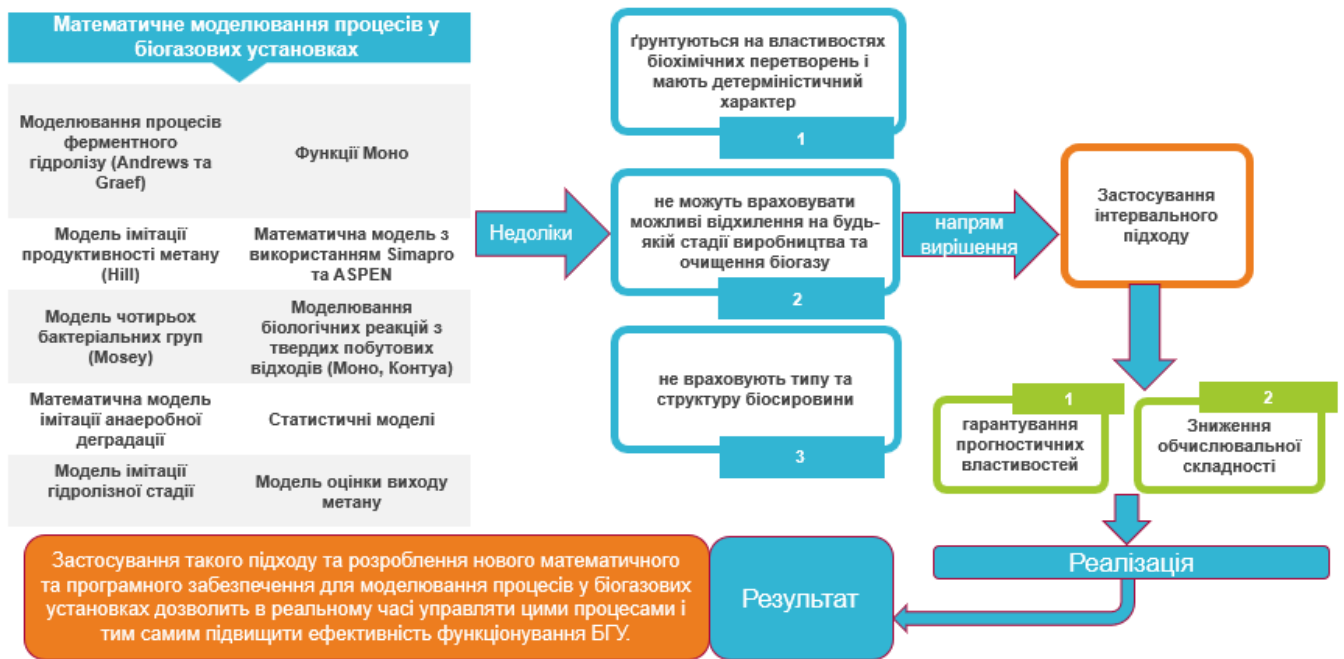 Математичне моделювання процесів у
біогазових установках
Моделювання процесів
ферментного
гідролізу (Andrews та
Graef)
Функції Моно
Модель імітації
продуктивності метану
(Hill)
Математична модель з
використанням Simapro
та ASPEN
Модель чотирьох
бактеріальних груп
(Mosey)
Моделювання
біологічних реакцій з
твердих побутових
відходів (Моно, Контуа)
Математична модель
імітації анаеробної
деградації
Статистичні моделі
Модель імітації
гідролізної стадії
Модель оцінки виходу
метану
Недоліки
ґрунтуються на властивостях
біохімічних перетворень і
мають детерміністичний
характер
1
не можуть враховувати
можливі відхилення на будь-
якій стадії виробництва та
очищення біогазу
2
не враховують типу та
структуру біосировини
3
напрям
вирішення
Застосування
інтервального
підходу
1
гарантування
прогностичних
властивостей
2
Зниження
обчислювальної
складності
Реалізація
Результат
Застосування такого підходу та розроблення нового математичного
та програмного забезпечення для моделювання процесів у біогазових
установках дозволить в реальному часі управляти цими процесами і
тим самим підвищити ефективність функціонування БГУ.